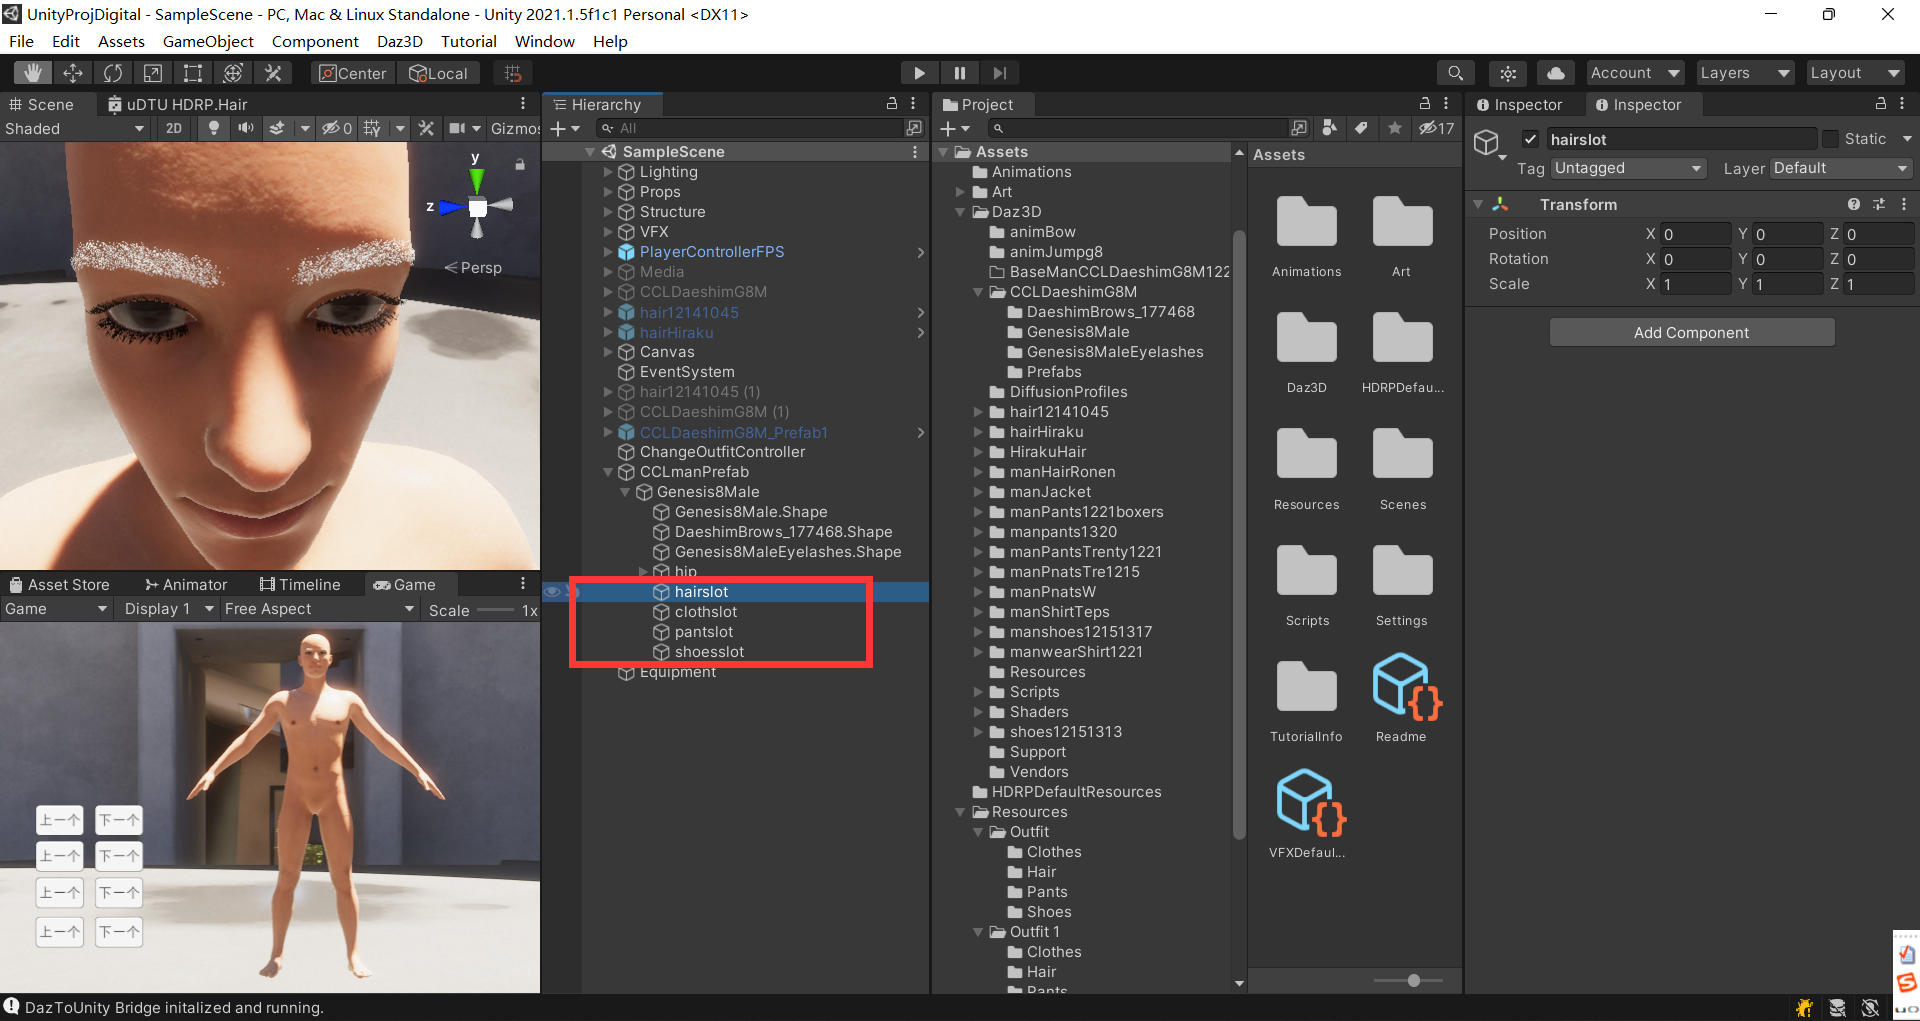 UnityProjDigital - SampleScene - PC, Mac & Linux Standalone - Unity 2021.1.5f1c1 Personal <DX11>
File Edit Assets GameObject Component Daz3D Tutorial Window Help
Center Local Account Layers Layout
Scene uDTU HDRP.Hair
Shaded 2D 0 Gizmos
y
z
Persp
Asset Store Animator Timeline Game
Game Display 1 Free Aspect Scale 1x
上一个 下一个
上一个 下一个
上一个 下一个
上一个 下一个
Hierarchy
All
SampleScene
Lighting
Props
Structure
VFX
PlayerControllerFPS
Media
CCLDaeshimG8M
hair12141045
hairHiraku
Canvas
EventSystem
hair12141045 (1)
CCLDaeshimG8M (1)
CCLDaeshimG8M_Prefab1
ChangeOutfitController
CCLmanPrefab
Genesis8Male
Genesis8Male.Shape
DaeshimBrows_177468.Shape
Genesis8MaleEyelashes.Shape
hip
hairslot
clothslot
pantslot
shoesslot
Equipment
Project
17
Assets
Animations
Art
Daz3D
animBow
animJumpg8
BaseManCCLDaeshimG8M122
CCLDaeshimG8M
DaeshimBrows_177468
Genesis8Male
Genesis8MaleEyelashes
Prefabs
DiffusionProfiles
hair12141045
hairHiraku
HirakuHair
manHairRonen
manJacket
manPants1221boxers
manpants1320
manPantsTrenty1221
manPnatsTre1215
manPnatsW
manShirtTeps
manshoes12151317
manwearShirt1221
Resources
Scripts
Shaders
shoes12151313
Support
Vendors
HDRPDefaultResources
Resources
Outfit
Clothes
Hair
Pants
Shoes
Outfit 1
Clothes
Hair
Pants
Assets
Animations Art
Daz3D HDRPDefau...
Resources Scenes
Scripts Settings
TutorialInfo Readme
VFXDefaul...
Inspector Inspector
hairslot Static
Tag Untagged Layer Default
Transform
Position X 0 Y 0 Z 0
Rotation X 0 Y 0 Z 0
Scale X 1 Y 1 Z 1
Add Component
DazToUnity Bridge initalized and running.